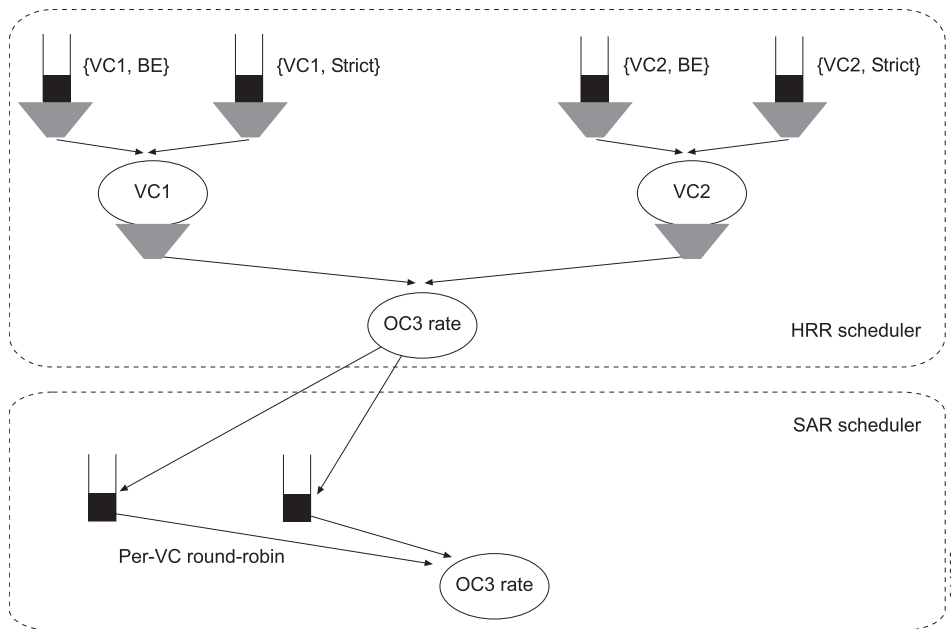 {VC1, BE}
{VC1, Strict}
{VC2, BE}
{VC2, Strict}
VC1
VC2
OC3 rate
HRR scheduler
SAR scheduler
Per-VC round-robin
OC3 rate